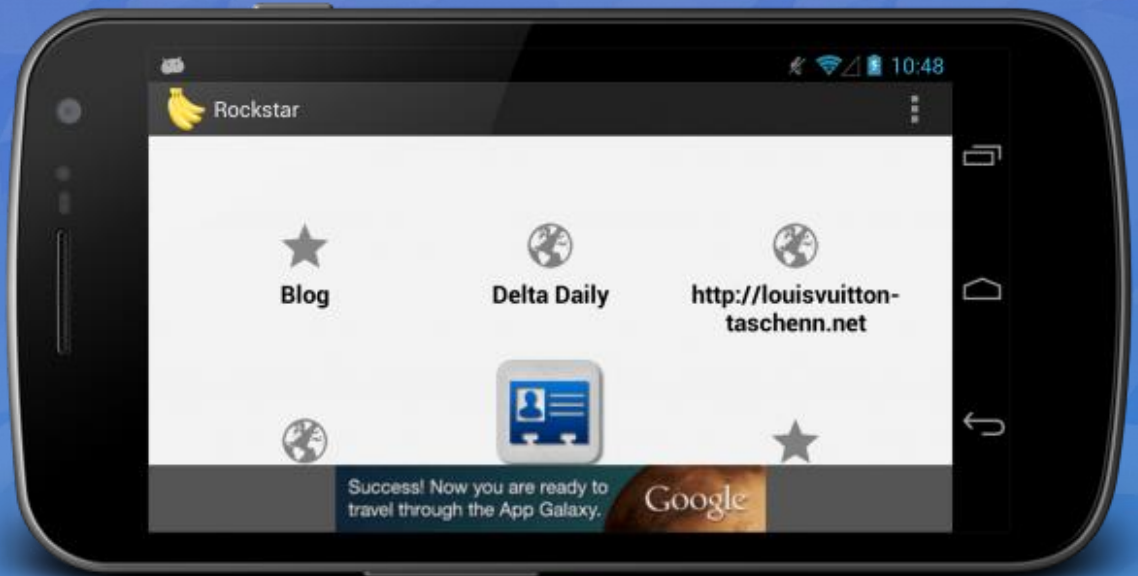 10:48
Rockstar
Blog
Delta Daily
http://louisvuitton-
taschenn.net
Success! Now you are ready to
travel through the App Galaxy.
Google